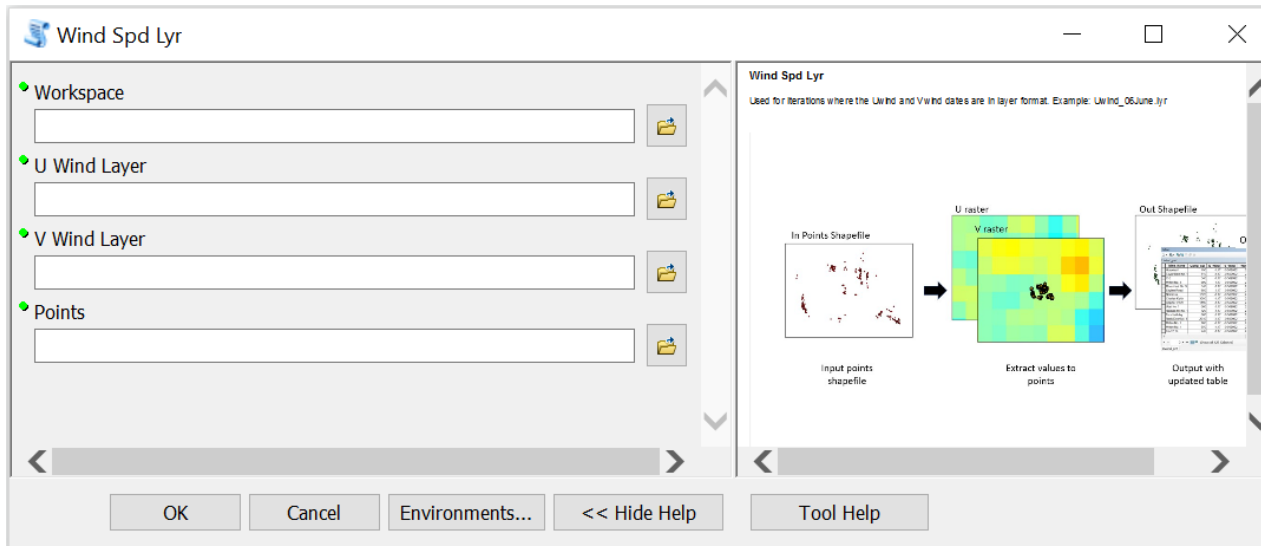 Wind Spd Lyr
Workspace
U Wind Layer
V Wind Layer
Points
Wind Spd Lyr
Used for iterations where the Uwind and Vwind dates are in layer format. Example: Uwind_06June.lyr
In Points Shapefile
U raster
V raster
Out Shapefile
Input points
shapefile
Extract values to
points
Output with
updated table
OK
Cancel
Environments...
<< Hide Help
Tool Help